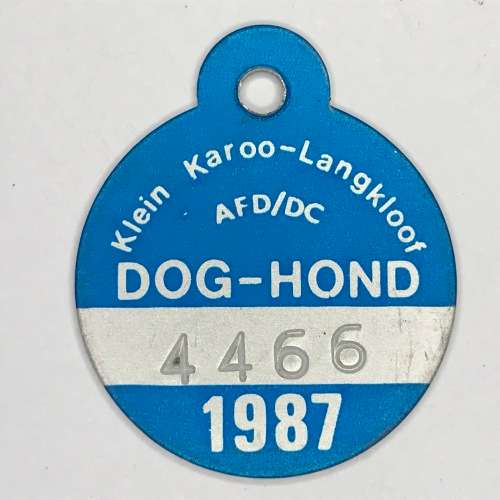 Klein Karoo-Langkloof
AFD/DC
DOG-HOND
4466
1987